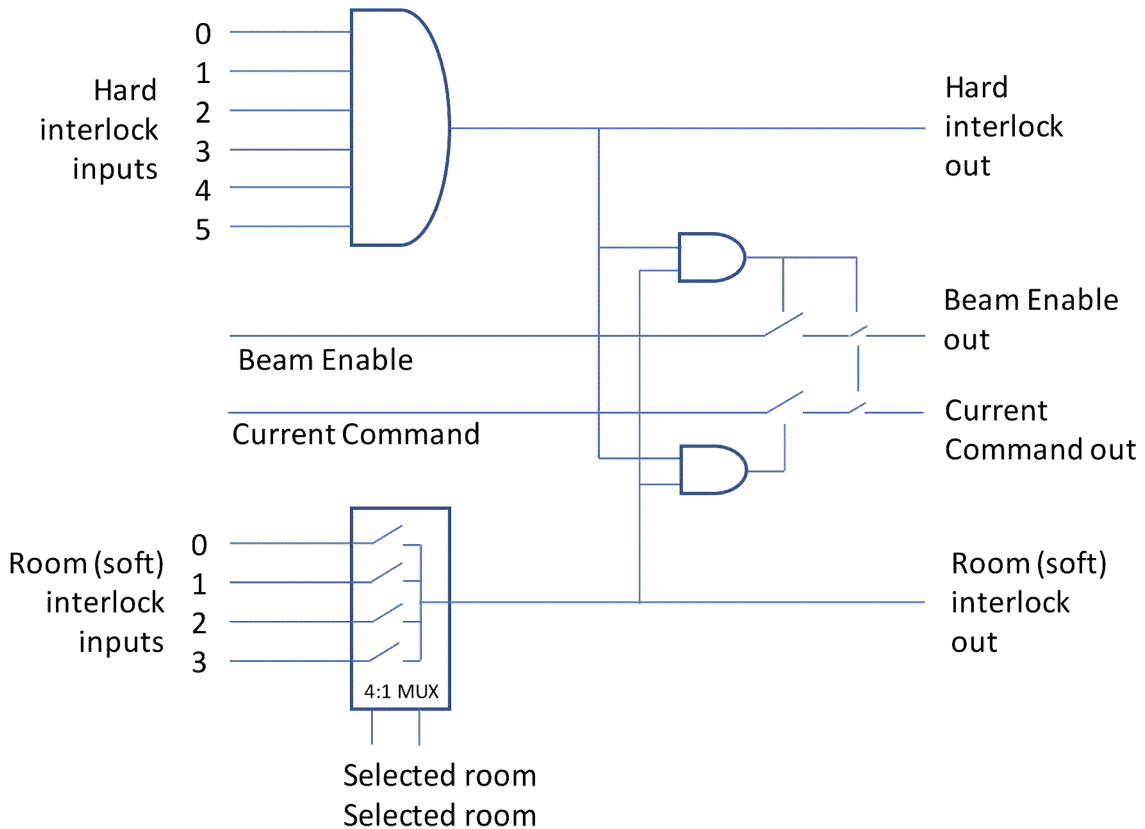 0
1
2
3
4
5
Hard
interlock
inputs
Hard
interlock
out
Beam Enable
Beam Enable
out
Current Command
Current
Command out
Room (soft)
interlock
inputs
0
1
2
3
4:1 MUX
Room (soft)
interlock
out
Selected room
Selected room